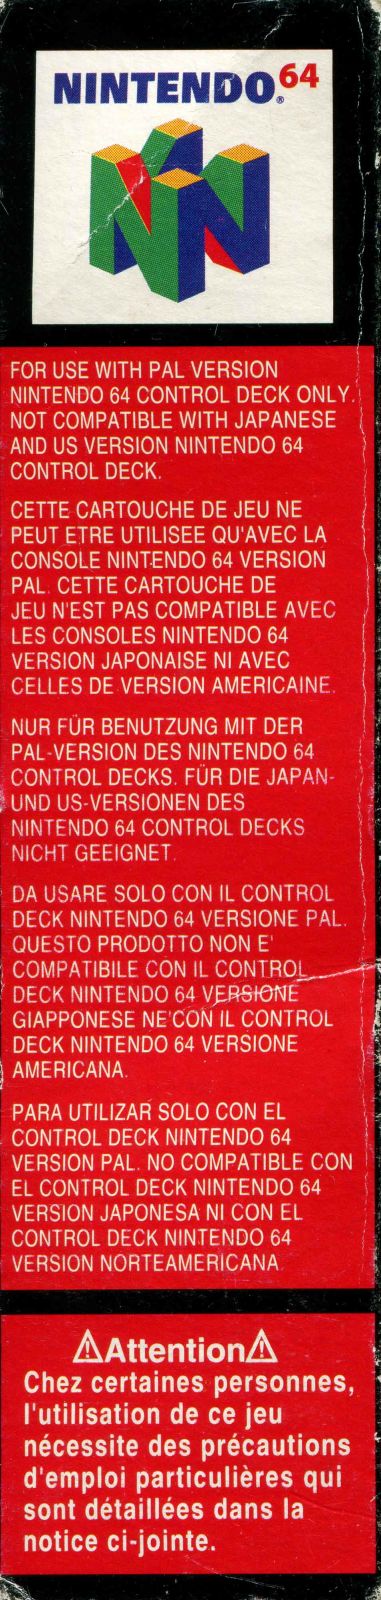 NINTENDO®64
FOR USE WITH PAL VERSION
NINTENDO 64 CONTROL DECK ONLY.
NOT COMPATIBLE WITH JAPANESE
AND US VERSION NINTENDO 64
CONTROL DECK.
CETTE CARTOUCHE DE JEU NE
PEUT ETRE UTILISEE QU'AVEC LA
CONSOLE NINTENDO 64 VERSION
PAL. CETTE CARTOUCHE DE
JEU N'EST PAS COMPATIBLE AVEC
LES CONSOLES NINTENDO 64
VERSION JAPONAISE NI AVEC
CELLES DE VERSION AMERICAINE.
NUR FÜR BENUTZUNG MIT DER
PAL-VERSION DES NINTENDO 64
CONTROL DECKS. FÜR DIE JAPAN-
UND US-VERSIONEN DES
NINTENDO 64 CONTROL DECKS
NICHT GEEIGNET.
DA USARE SOLO CON IL CONTROL
DECK NINTENDO 64 VERSIONE PAL.
QUESTO PRODOTTO NON E'
COMPATIBILE CON IL CONTROL
DECK NINTENDO 64 VERSIONE
GIAPPONESE NE'CON IL CONTROL
DECK NINTENDO 64 VERSIONE
AMERICANA.
PARA UTILIZAR SOLO CON EL
CONTROL DECK NINTENDO 64
VERSION PAL. NO COMPATIBLE CON
EL CONTROL DECK NINTENDO 64
VERSION JAPONESA NI CON EL
CONTROL DECK NINTENDO 64
VERSION NORTEAMERICANA.
⚠Attention⚠
Chez certaines personnes,
l'utilisation de ce jeu
nécessite des précautions
d'emploi particulières qui
sont détaillées dans la
notice ci-jointe.